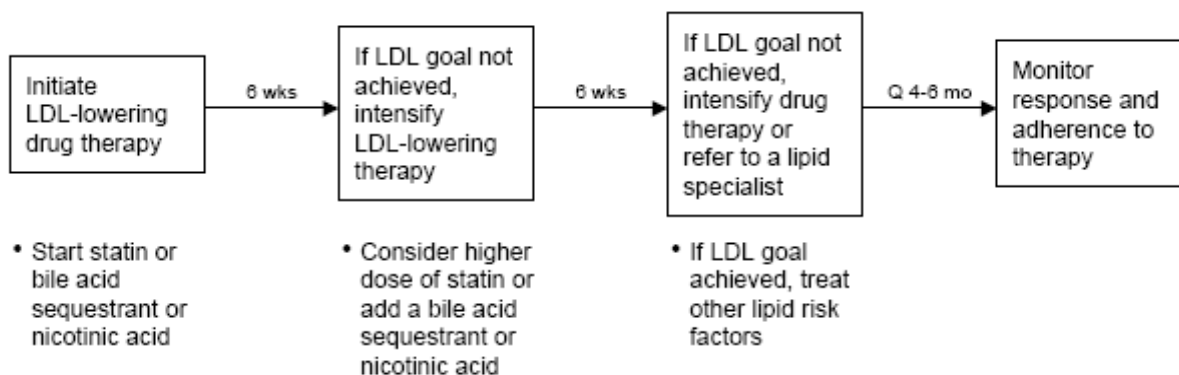 Initiate
LDL-lowering
drug therapy
6 wks
If LDL goal not
achieved,
intensify
LDL-lowering
therapy
6 wks
If LDL goal not
achieved,
intensify drug
therapy or
refer to a lipid
specialist
Q 4-6 mo
Monitor
response and
adherence to
therapy
• Start statin or
bile acid
sequestrant or
nicotinic acid
• Consider higher
dose of statin or
add a bile acid
sequestrant or
nicotinic acid
• If LDL goal
achieved, treat
other lipid risk
factors